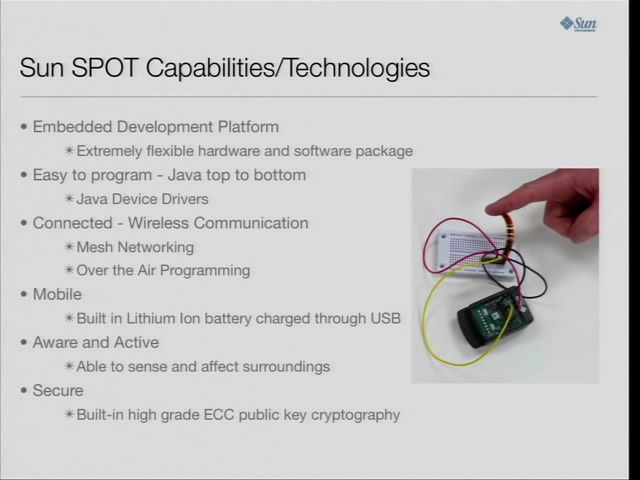 Sun
Sun SPOT Capabilities/Technologies
• Embedded Development Platform
✴Extremely flexible hardware and software package
• Easy to program - Java top to bottom
✴Java Device Drivers
• Connected - Wireless Communication
✴Mesh Networking
✴Over the Air Programming
• Mobile
✴Built in Lithium Ion battery charged through USB
• Aware and Active
✴Able to sense and affect surroundings
• Secure
✴Built-in high grade ECC public key cryptography